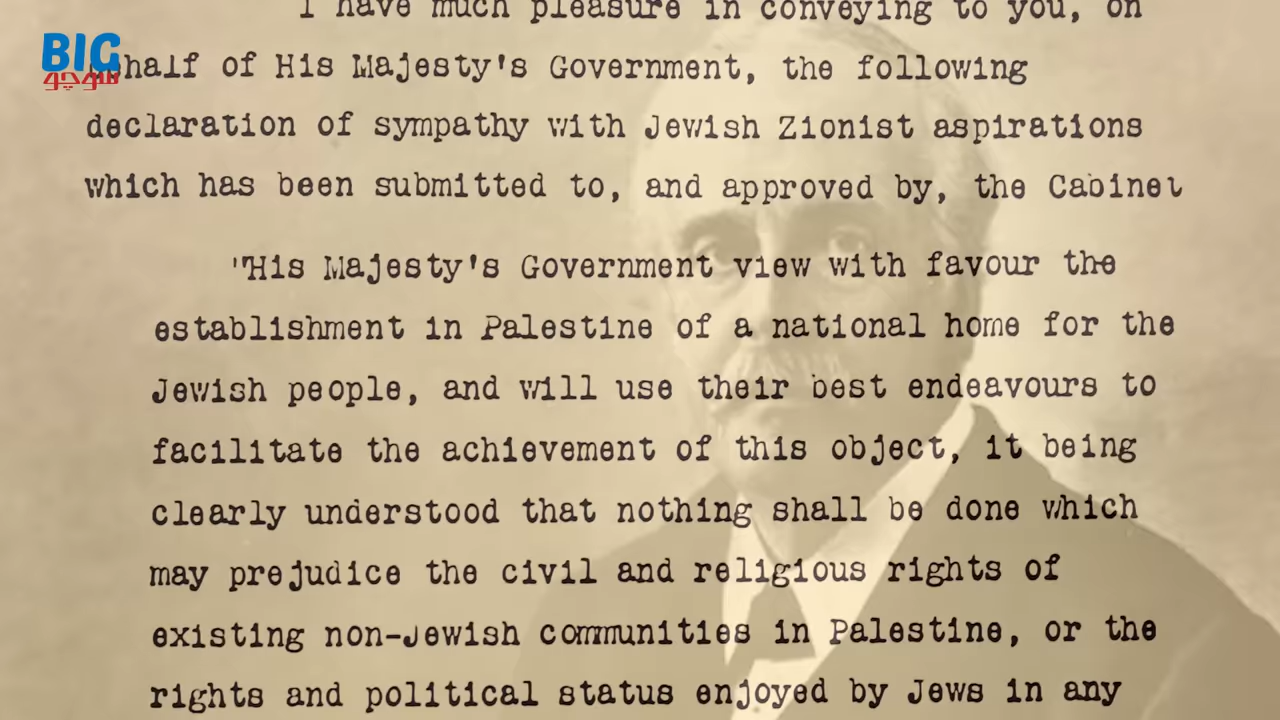 I have much pleasure in conveying to you, on
BIG
سوچو
behalf of His Majesty's Government, the following
declaration of sympathy with Jewish Zionist aspirations
which has been submitted to, and approved by, the Cabinet
"His Majesty's Government view with favour the
establishment in Palestine of a national home for the
Jewish people, and will use their best endeavours to
facilitate the achievement of this object, it being
clearly understood that nothing shall be done which
may prejudice the civil and religious rights of
existing non-Jewish communities in Palestine, or the
rights and political status enjoyed by Jews in any